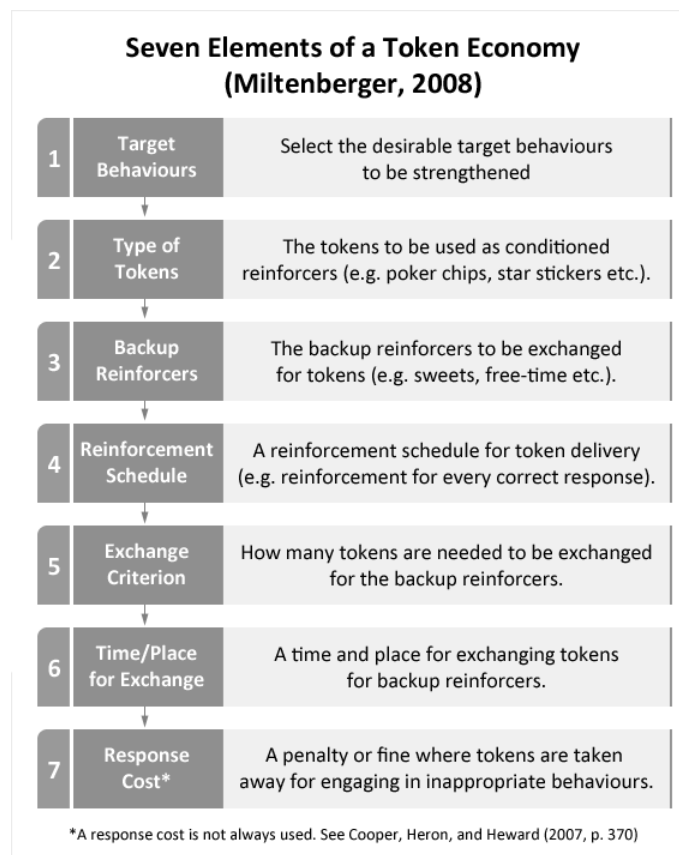 Seven Elements of a Token Economy
(Miltenberger, 2008)
1
Target
Behaviours
Select the desirable target behaviours
to be strengthened
2
Type of
Tokens
The tokens to be used as conditioned
reinforcers (e.g. poker chips, star stickers etc.).
3
Backup
Reinforcers
The backup reinforcers to be exchanged
for tokens (e.g. sweets, free-time etc.).
4
Reinforcement
Schedule
A reinforcement schedule for token delivery
(e.g. reinforcement for every correct response).
5
Exchange
Criterion
How many tokens are needed to be exchanged
for the backup reinforcers.
6
Time/Place
for Exchange
A time and place for exchanging tokens
for backup reinforcers.
7
Response
Cost*
A penalty or fine where tokens are taken
away for engaging in inappropriate behaviours.
*A response cost is not always used. See Cooper, Heron, and Heward (2007, p. 370)